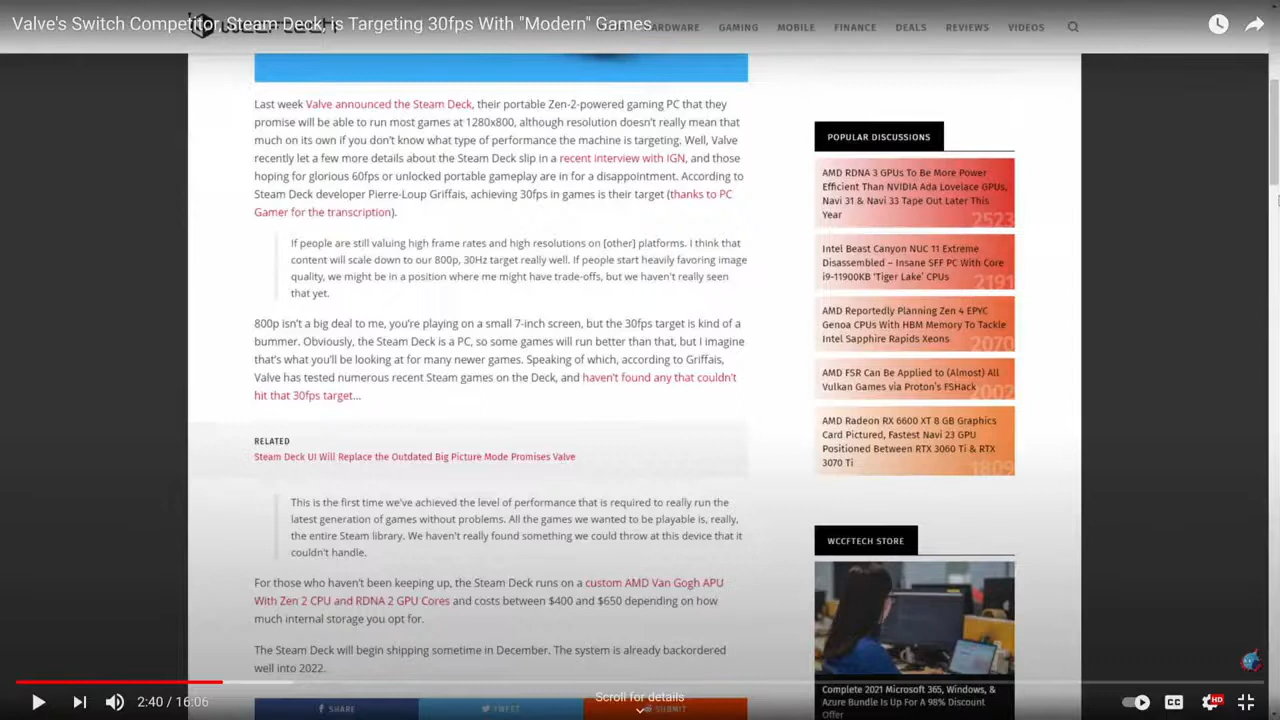 Valve's Switch Competitor, Steam Deck, is Targeting 30fps With "Modern" Games
HARDWARE GAMING MOBILE FINANCE DEALS REVIEWS VIDEOS
Last week Valve announced the Steam Deck, their portable Zen-2-powered gaming PC that they
promise will be able to run most games at 1280x800, although resolution doesn't really mean that
much on its own if you don't know what type of performance the machine is targeting. Well, Valve
recently let a few more details about the Steam Deck slip in a recent interview with IGN, and those
hoping for glorious 60fps or unlocked portable gameplay are in for a disappointment. According to
Steam Deck developer Pierre-Loup Griffais, achieving 30fps in games is their target (thanks to PC
Gamer for the transcription).
If people are still valuing high frame rates and high resolutions on [other] platforms. I think that
content will scale down to our 800p, 30Hz target really well. If people start heavily favoring image
quality, we might be in a position where me might have trade-offs, but we haven't really seen
that yet.
800p isn't a big deal to me, you're playing on a small 7-inch screen, but the 30fps target is kind of a
bummer. Obviously, the Steam Deck is a PC, so some games will run better than that, but I imagine
that's what you'll be looking at for many newer games. Speaking of which, according to Griffais,
Valve has tested numerous recent Steam games on the Deck, and haven't found any that couldn't
hit that 30fps target...
RELATED
Steam Deck UI Will Replace the Outdated Big Picture Mode Promises Valve
This is the first time we've achieved the level of performance that is required to really run the
latest generation of games without problems. All the games we wanted to be playable is, really,
the entire Steam library. We haven't really found something we could throw at this device that it
couldn't handle.
For those who haven't been keeping up, the Steam Deck runs on a custom AMD Van Gogh APU
With Zen 2 CPU and RDNA 2 GPU Cores and costs between $400 and $650 depending on how
much internal storage you opt for.
The Steam Deck will begin shipping sometime in December. The system is already backordered
well into 2022.
SHARE TWEET SUBMIT
POPULAR DISCUSSIONS
AMD RDNA 3 GPUs To Be More Power
Efficient Than NVIDIA Ada Lovelace GPUs,
Navi 31 & Navi 33 Tape Out Later This
Year
2523
Intel Beast Canyon NUC 11 Extreme
Disassembled – Insane SFF PC With Core
i9-11900KB 'Tiger Lake' CPUs
2191
AMD Reportedly Planning Zen 4 EPYC
Genoa CPUs With HBM Memory To Tackle
Intel Sapphire Rapids Xeons
2070
AMD FSR Can Be Applied to (Almost) All
Vulkan Games via Proton's FSHack
2002
AMD Radeon RX 6600 XT 8 GB Graphics
Card Pictured, Fastest Navi 23 GPU
Positioned Between RTX 3060 Ti & RTX
3070 Ti
1809
WCCFTECH STORE
Complete 2021 Microsoft 365, Windows, &
Azure Bundle Is Up For A 98% Discount
Offer
2:40 / 16:06
Scroll for details
CC
HD